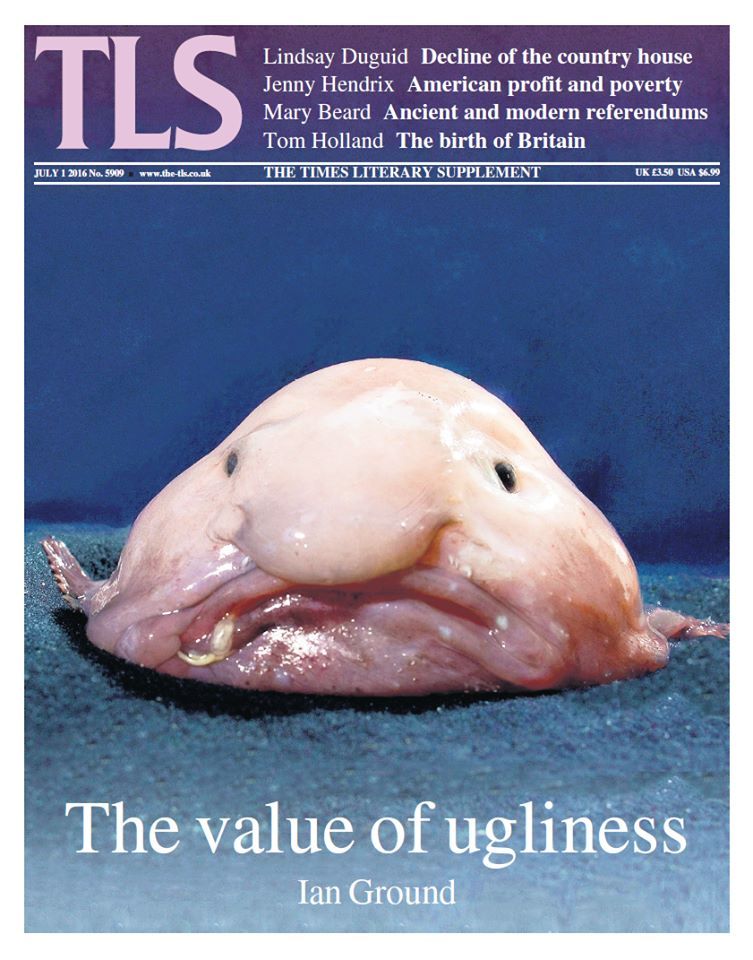 TLS
Lindsay Duguid Decline of the country house
Jenny Hendrix American profit and poverty
Mary Beard Ancient and modern referendums
Tom Holland The birth of Britain
JULY 1 2016 No. 5909 ■ www.the-tls.co.uk THE TIMES LITERARY SUPPLEMENT UK £3.50 USA $6.99
The value of ugliness
Ian Ground